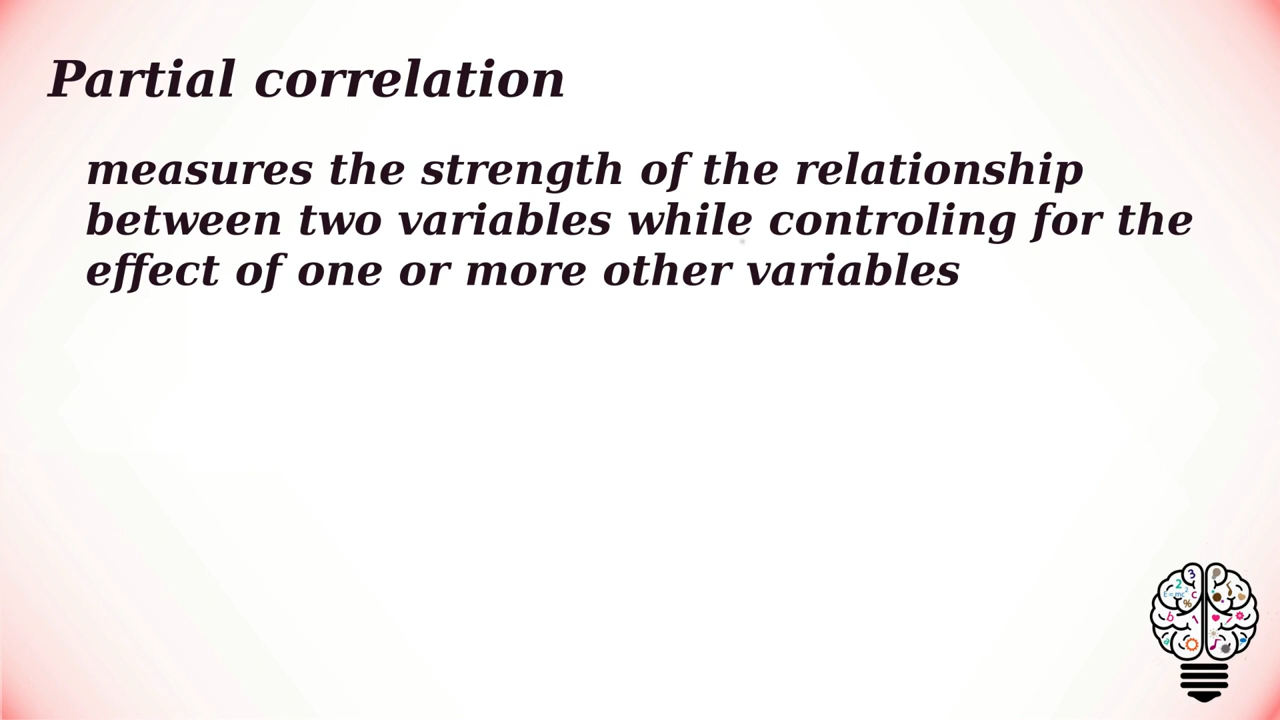 Partial correlation
measures the strength of the relationship
between two variables while controling for the
effect of one or more other variables